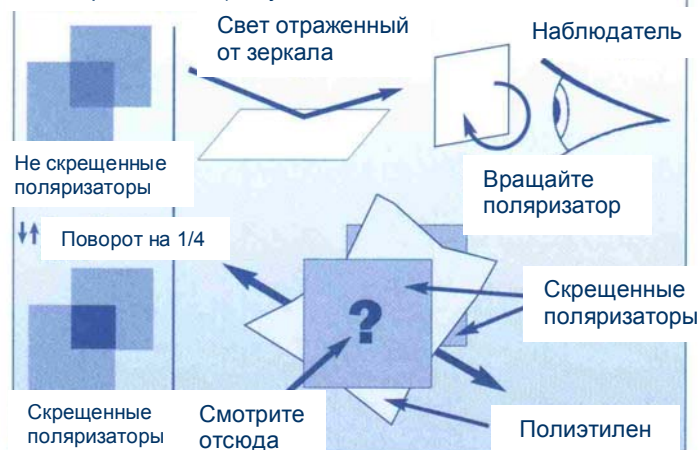 Свет отраженный
от зеркала
Наблюдатель
Не скрещенные
поляризаторы
Вращайте
поляризатор
Поворот на 1/4
?
Скрещенные
поляризаторы
Скрещенные
поляризаторы
Смотрите
отсюда
Полиэтилен